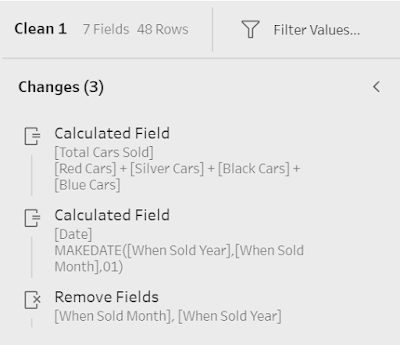 Clean 1 7 Fields 48 Rows Filter Values...
Changes (3)
Calculated Field
[Total Cars Sold]
[Red Cars] + [Silver Cars] + [Black Cars] +
[Blue Cars]
Calculated Field
[Date]
MAKEDATE([When Sold Year],[When Sold
Month],01)
Remove Fields
[When Sold Month], [When Sold Year]